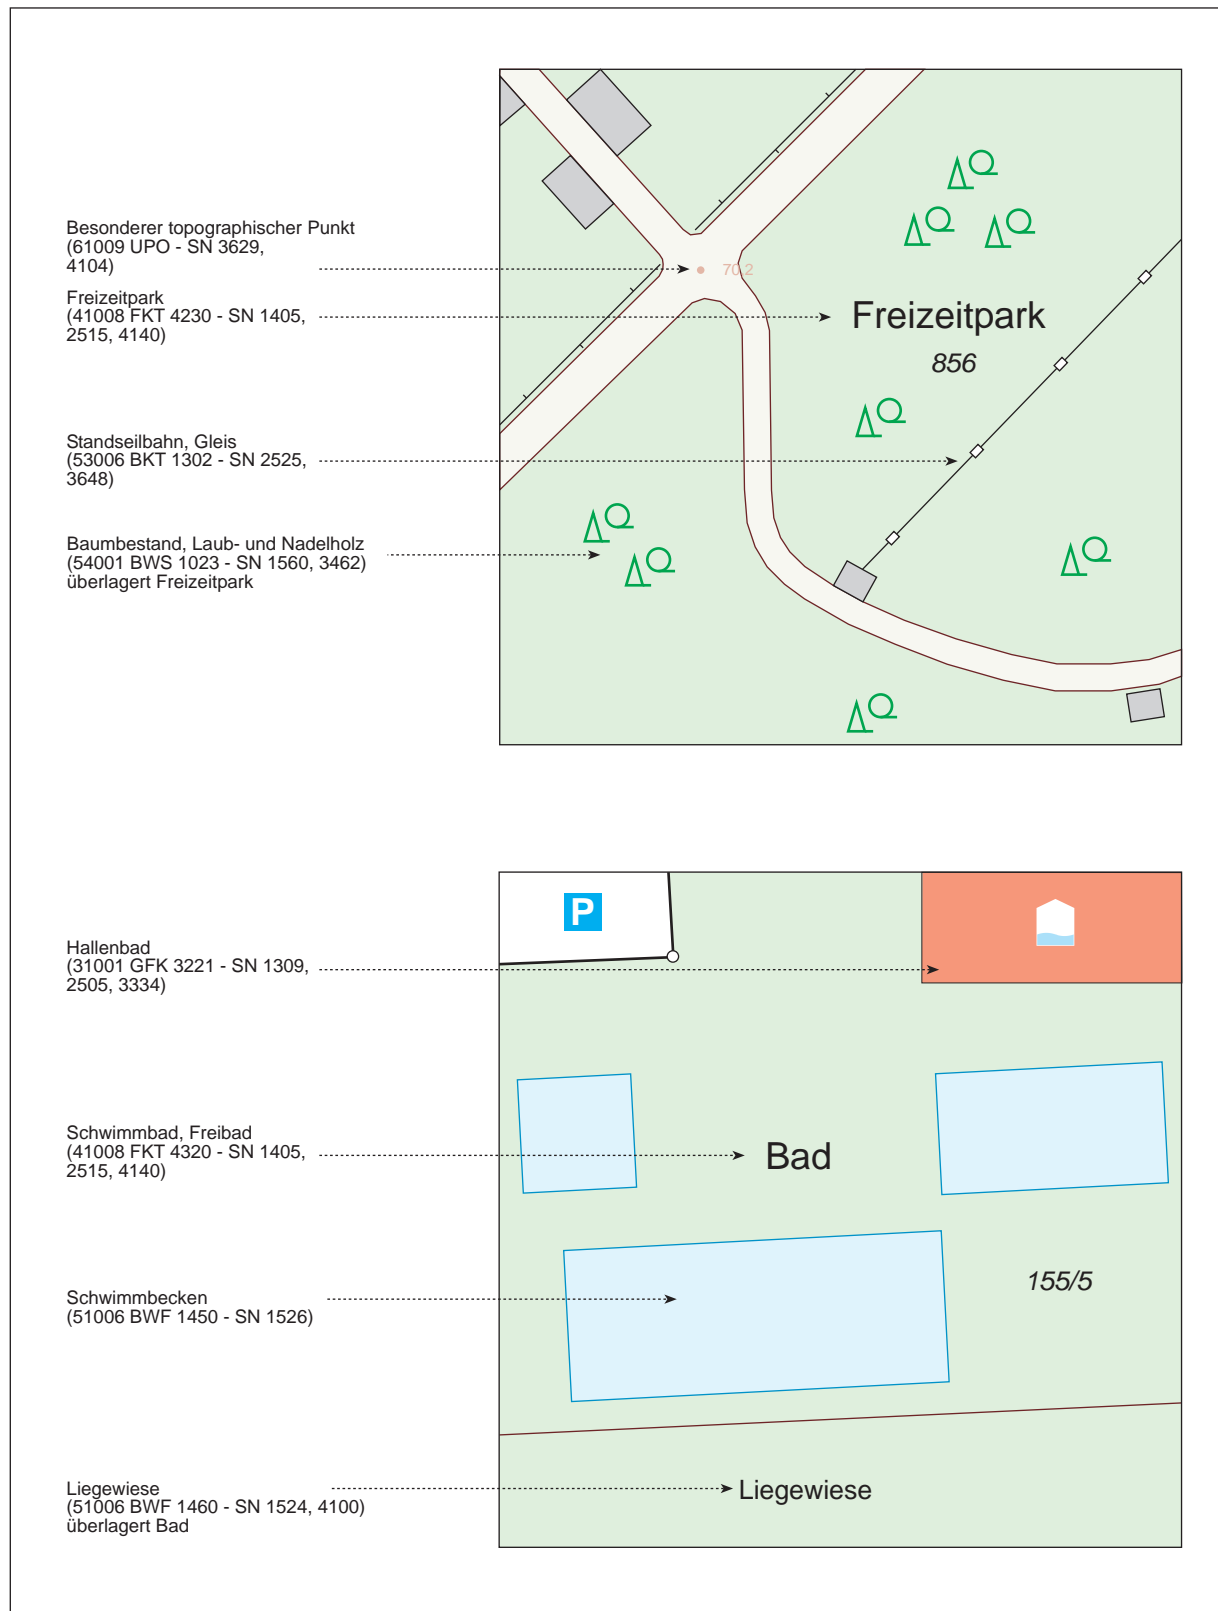 Besonderer topographischer Punkt
(61009 UPO - SN 3629,
4104)
70,2
Freizeitpark
(41008 FKT 4230 - SN 1405,
2515, 4140)
Freizeitpark
856
Standseilbahn, Gleis
(53006 BKT 1302 - SN 2525,
3648)
Baumbestand, Laub- und Nadelholz
(54001 BWS 1023 - SN 1560, 3462)
überlagert Freizeitpark
P
Hallenbad
(31001 GFK 3221 - SN 1309,
2505, 3334)
Schwimmbad, Freibad
(41008 FKT 4320 - SN 1405,
2515, 4140)
Bad
Schwimmbecken
(51006 BWF 1450 - SN 1526)
155/5
Liegewiese
(51006 BWF 1460 - SN 1524, 4100)
überlagert Bad
Liegewiese